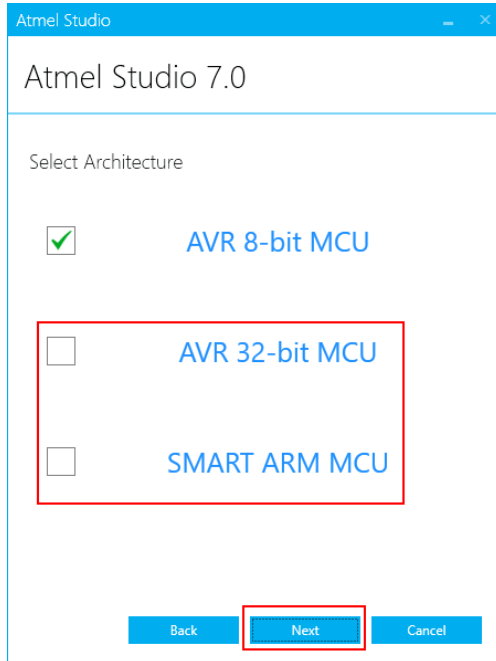 Atmel Studio
Atmel Studio 7.0
Select Architecture
AVR 8-bit MCU
AVR 32-bit MCU
SMART ARM MCU
Back Next Cancel